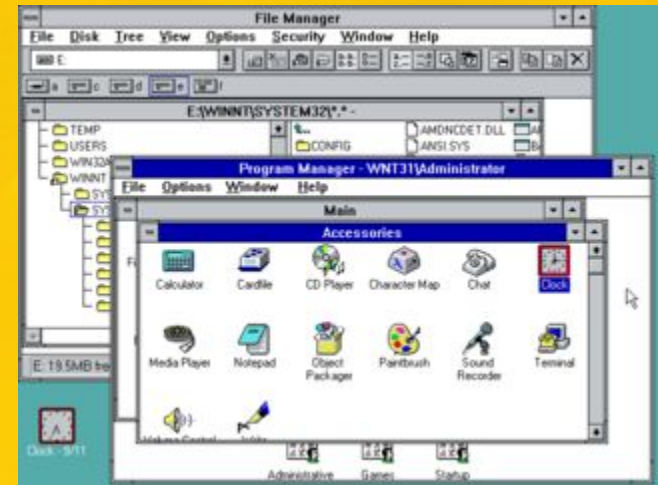 File Manager
File Disk Tree View Options Security Window Help
E:
a c d e f
E:\WINNT\SYSTEM32\*.* -
TEMP
USERS
WINNT
CONFIG
AMDNCDET.DLL
ANSI.SYS
Program Manager - WNT31\Administrator
File Options Window Help
Main
Accessories
Calculator Cardfile CD Player Character Map Chat Clock
Media Player Notepad Object Packager Paintbrush Sound Recorder Terminal
E: 19.5MB
Clock - 9/11
Administrative Games Startup